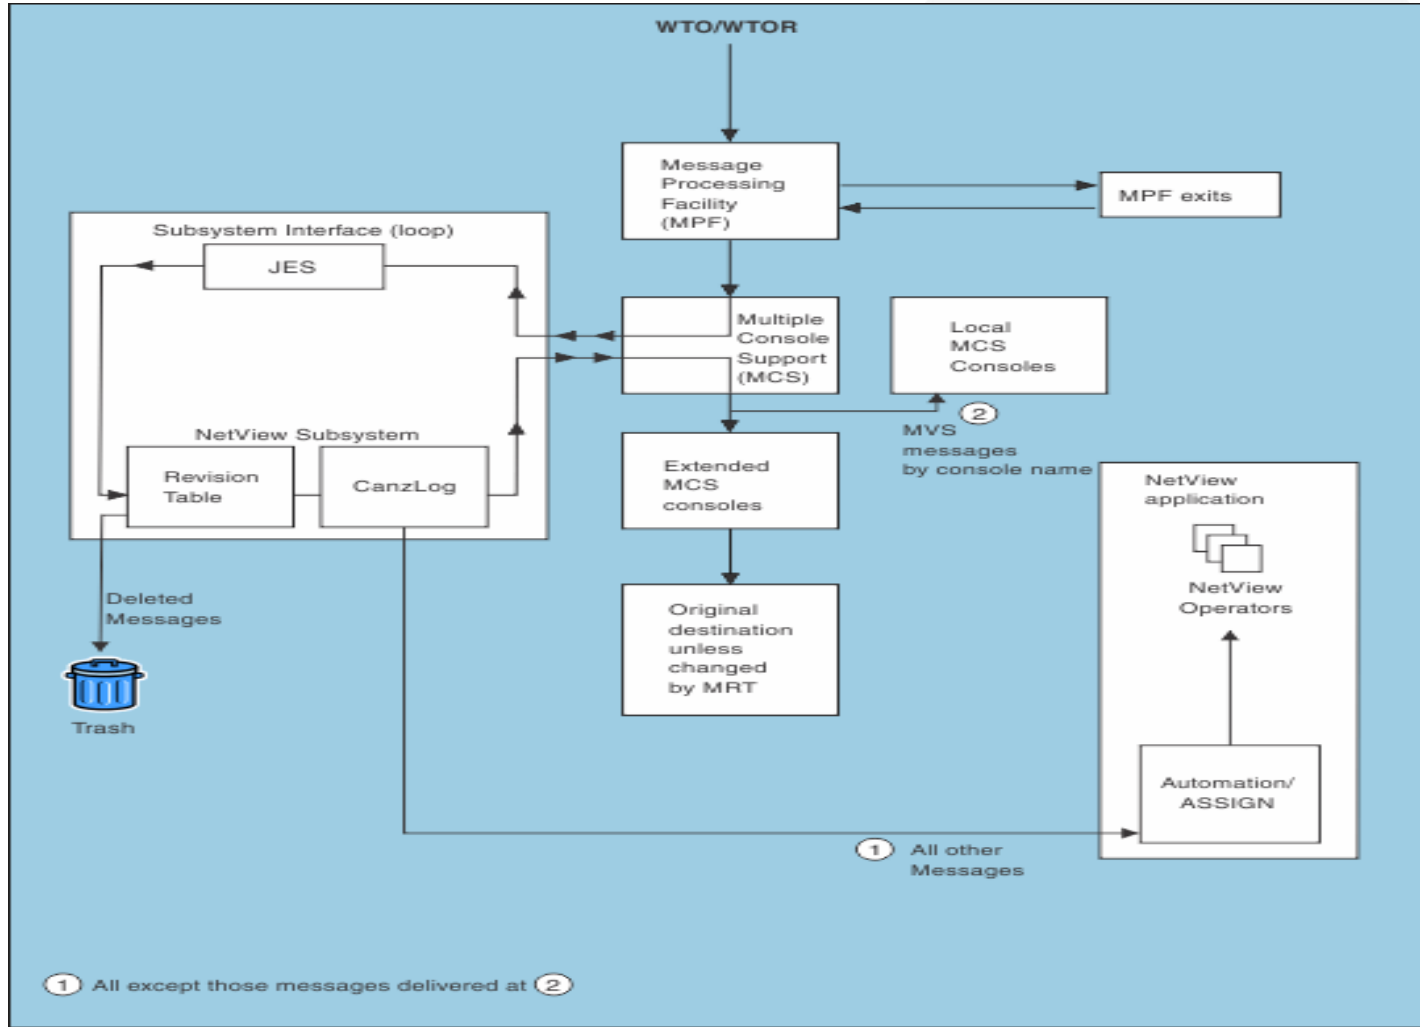 WTO/WTOR
Message
Processing
Facility
(MPF)
MPF exits
Subsystem Interface (loop)
JES
Multiple
Console
Support
(MCS)
Local
MCS
Consoles
2
MVS
messages
by console name
NetView Subsystem
Revision
Table
CanzLog
Extended
MCS
consoles
NetView
application
NetView
Operators
Deleted
Messages
Trash
Original
destination
unless
changed
by MRT
Automation/
ASSIGN
1 All other
Messages
1 All except those messages delivered at 2